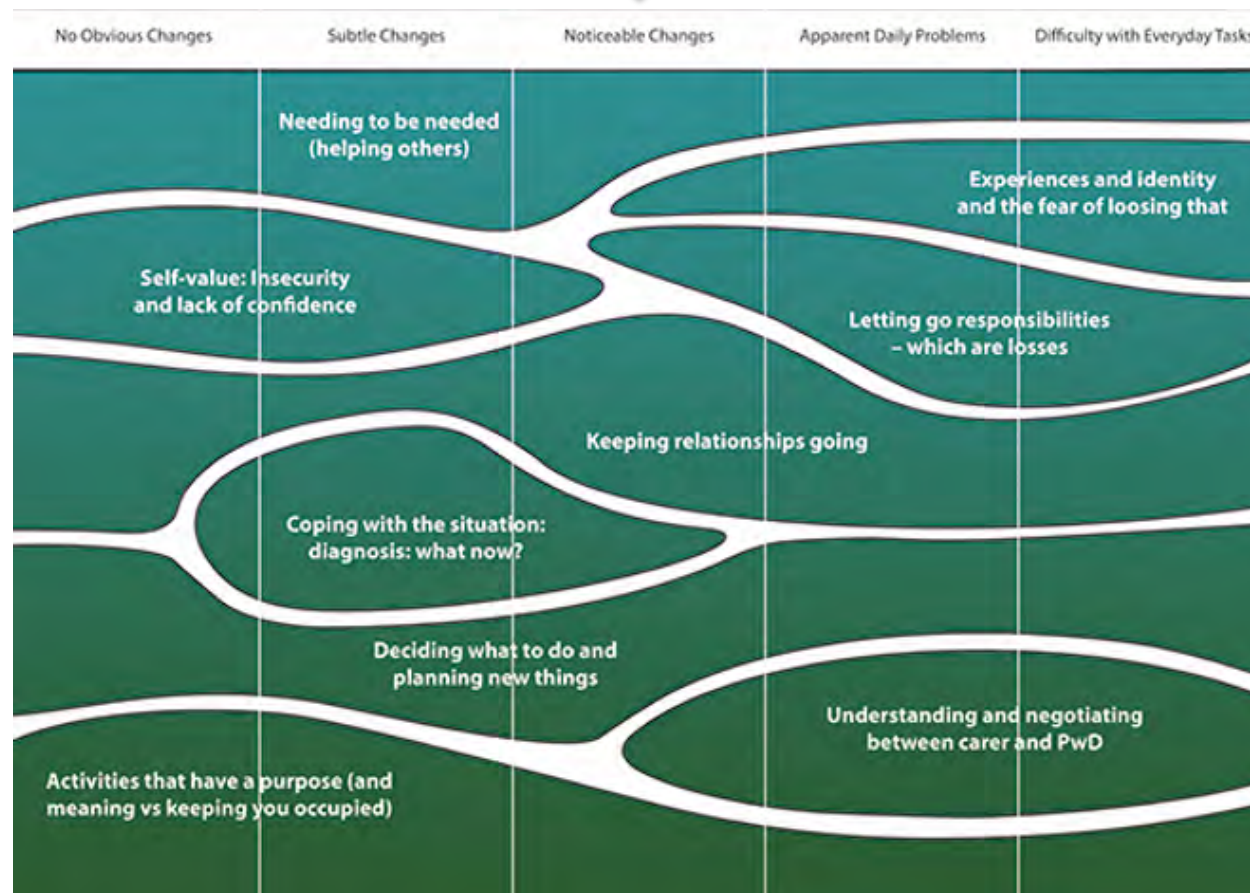 No Obvious Changes
Subtle Changes
Noticeable Changes
Apparent Daily Problems
Difficulty with Everyday Tasks
Needing to be needed
(helping others)
Experiences and identity
and the fear of loosing that
Self-value: Insecurity
and lack of confidence
Letting go responsibilities
– which are losses
Keeping relationships going
Coping with the situation:
diagnosis: what now?
Deciding what to do and
planning new things
Understanding and negotiating
between carer and PwD
Activities that have a purpose (and
meaning vs keeping you occupied)